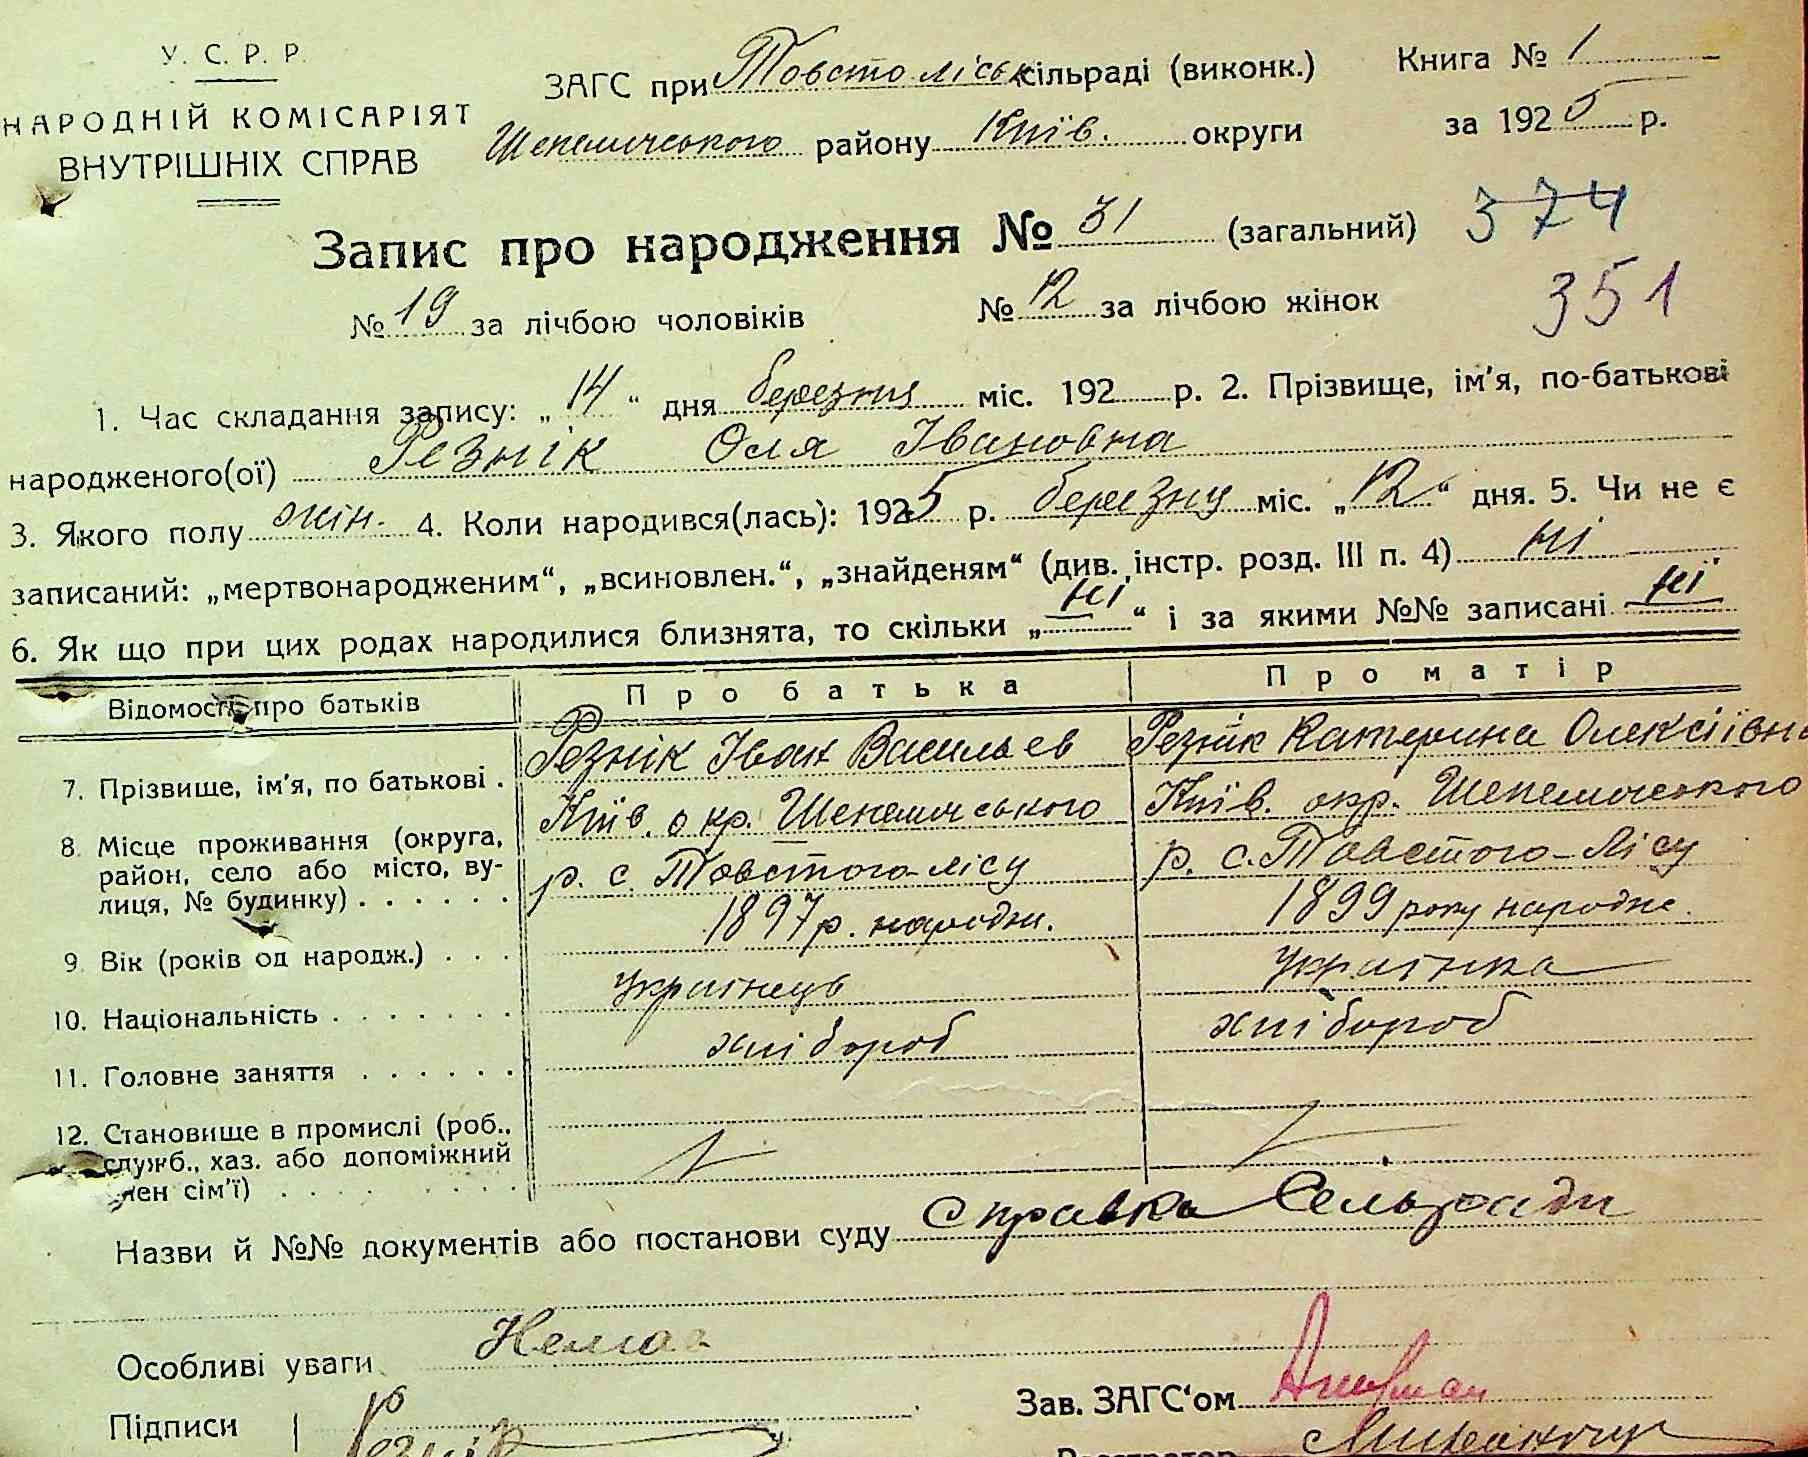 У. С. Р. Р.
НАРОДНІЙ КОМІСАРІЯТ
ВНУТРІШНІХ СПРАВ
ЗАГС при Товстоліськ сільраді (виконк.) Книга № 1
Шепелицького району Київ. округи за 1925 р.
Запис про народження № 31 (загальний) 374
№ 19 за лічбою чоловіків № 12 за лічбою жінок 351
1. Час складання запису: „14“ дня березня міс. 192 р. 2. Прізвище, ім'я, по-батькові
народженого(ої) Резнік Оля Івановна
3. Якого полу жін. 4. Коли народився(лась): 1925 р. березну міс. „12“ дня. 5. Чи не є
записаний: „мертвонародженим“, „всиновлен.“, „знайденям“ (див. інстр. розд. III п. 4) ні
6. Як що при цих родах народилися близнята, то скільки „ні“ і за якими №№ записані ні
Відомості про батьків Про батька Про матір
7. Прізвище, ім'я, по батькові . Резнік Іван Васильев Резнік Катерина Олексіївна
8. Місце проживання (округа, район, село або місто, вулиця, № будинку) . . . . . . Київ. окр. Шепелицького р. с. Товстого-лісу Київ. окр. Шепелицького р. с. Товстого-Лісу
9. Вік (років од народж.) . . . 1897 р. народж. 1899 року народж.
10. Національність . . . . . . . українець українка
11. Головне заняття . . . . . . хлібороб хлібороб
12. Становище в промислі (роб., служб., хаз. або допоміжний член сім'ї) . . . . . . . . .
Назви й №№ документів або постанови суду справка Сельради
Особливі уваги Немаа
Підписи Резнік
Зав. ЗАГС'ом
Реєстратор